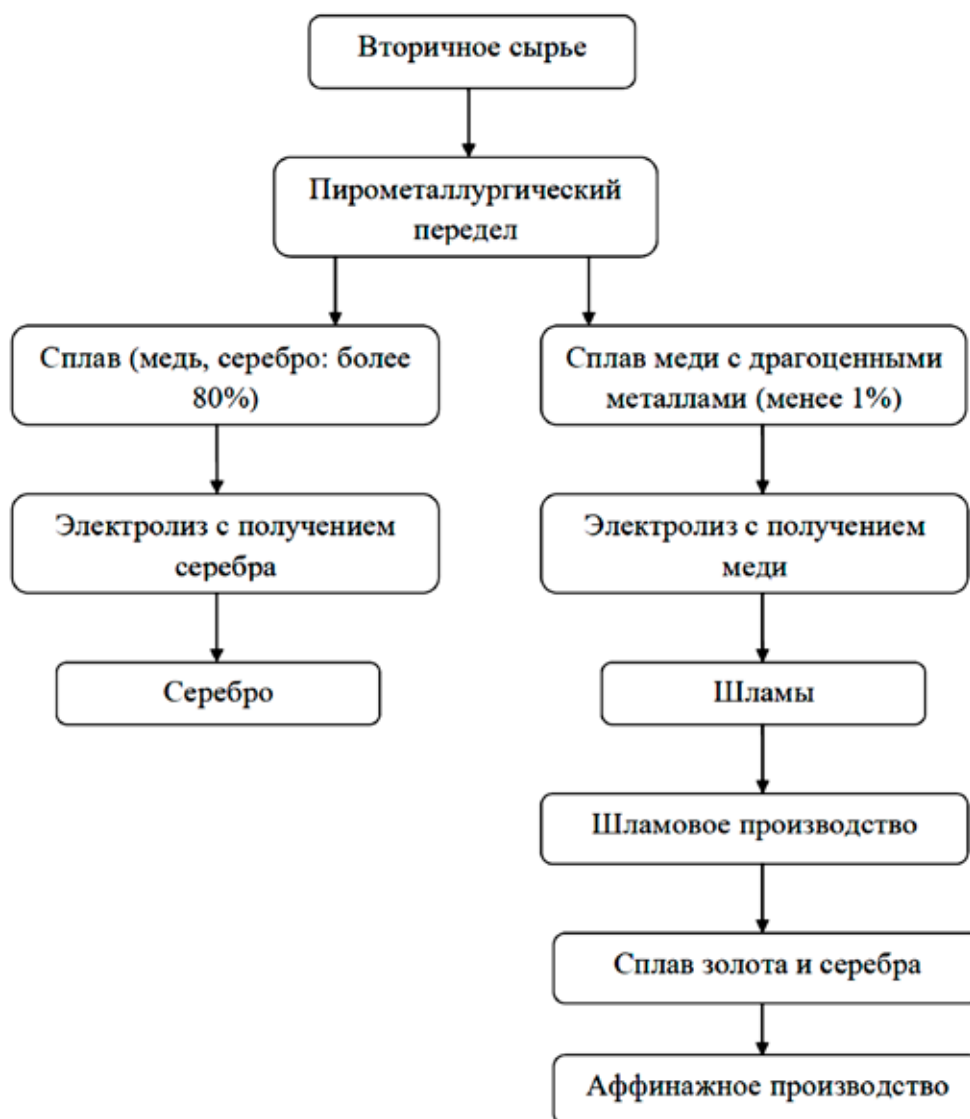 Вторичное сырье
Пирометаллургический
передел
Сплав (медь, серебро: более
80%)
Сплав меди с драгоценными
металлами (менее 1%)
Электролиз с получением
серебра
Электролиз с получением
меди
Серебро
Шламы
Шламовое производство
Сплав золота и серебра
Аффинажное производство